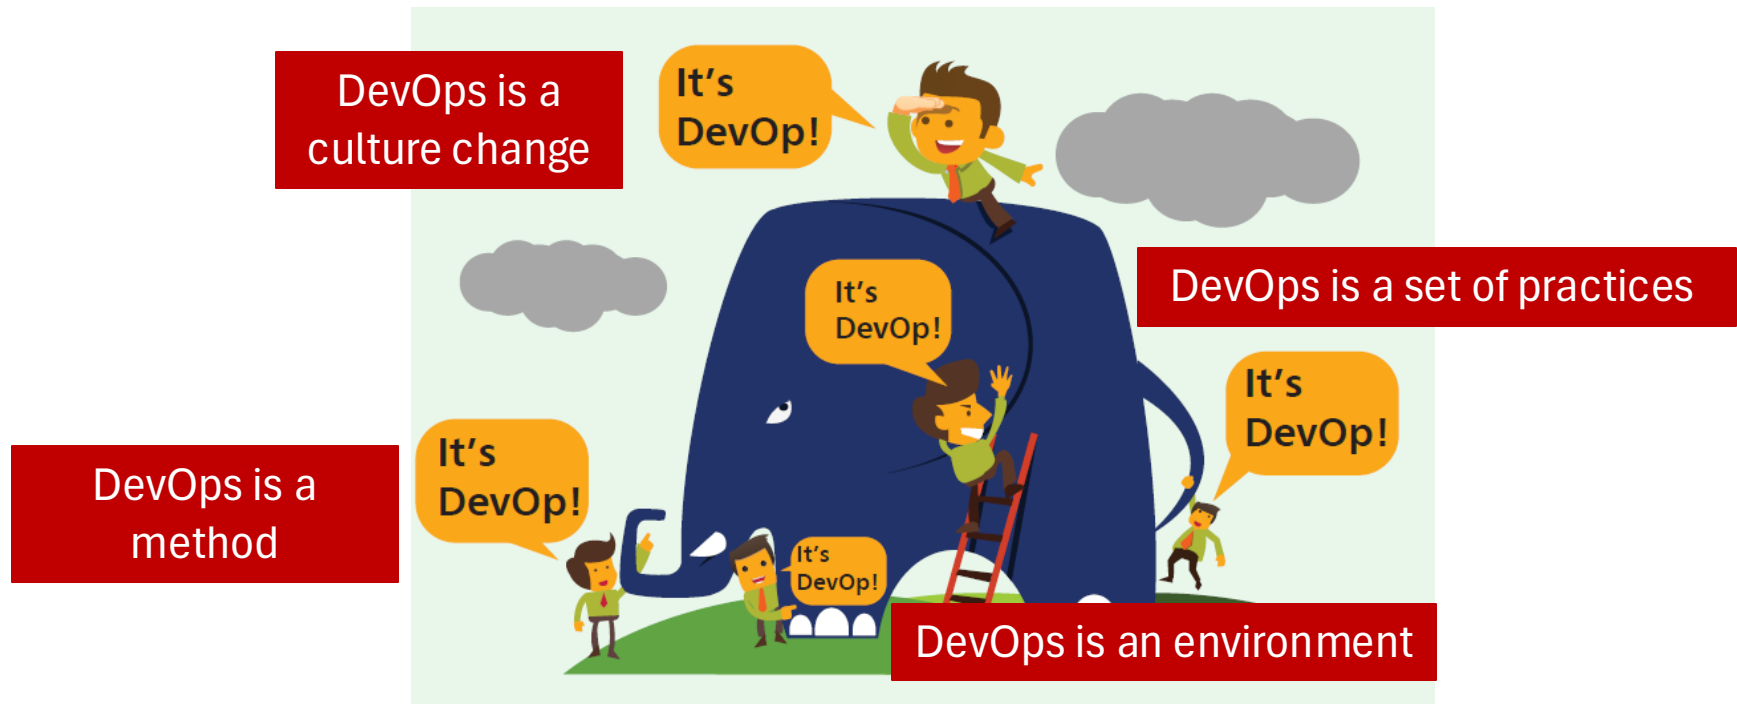 DevOps is a
culture change
It's
DevOp!
DevOps is a set of practices
It's
DevOp!
It's
DevOp!
It's
DevOp!
DevOps is a
method
It's
DevOp!
DevOps is an environment